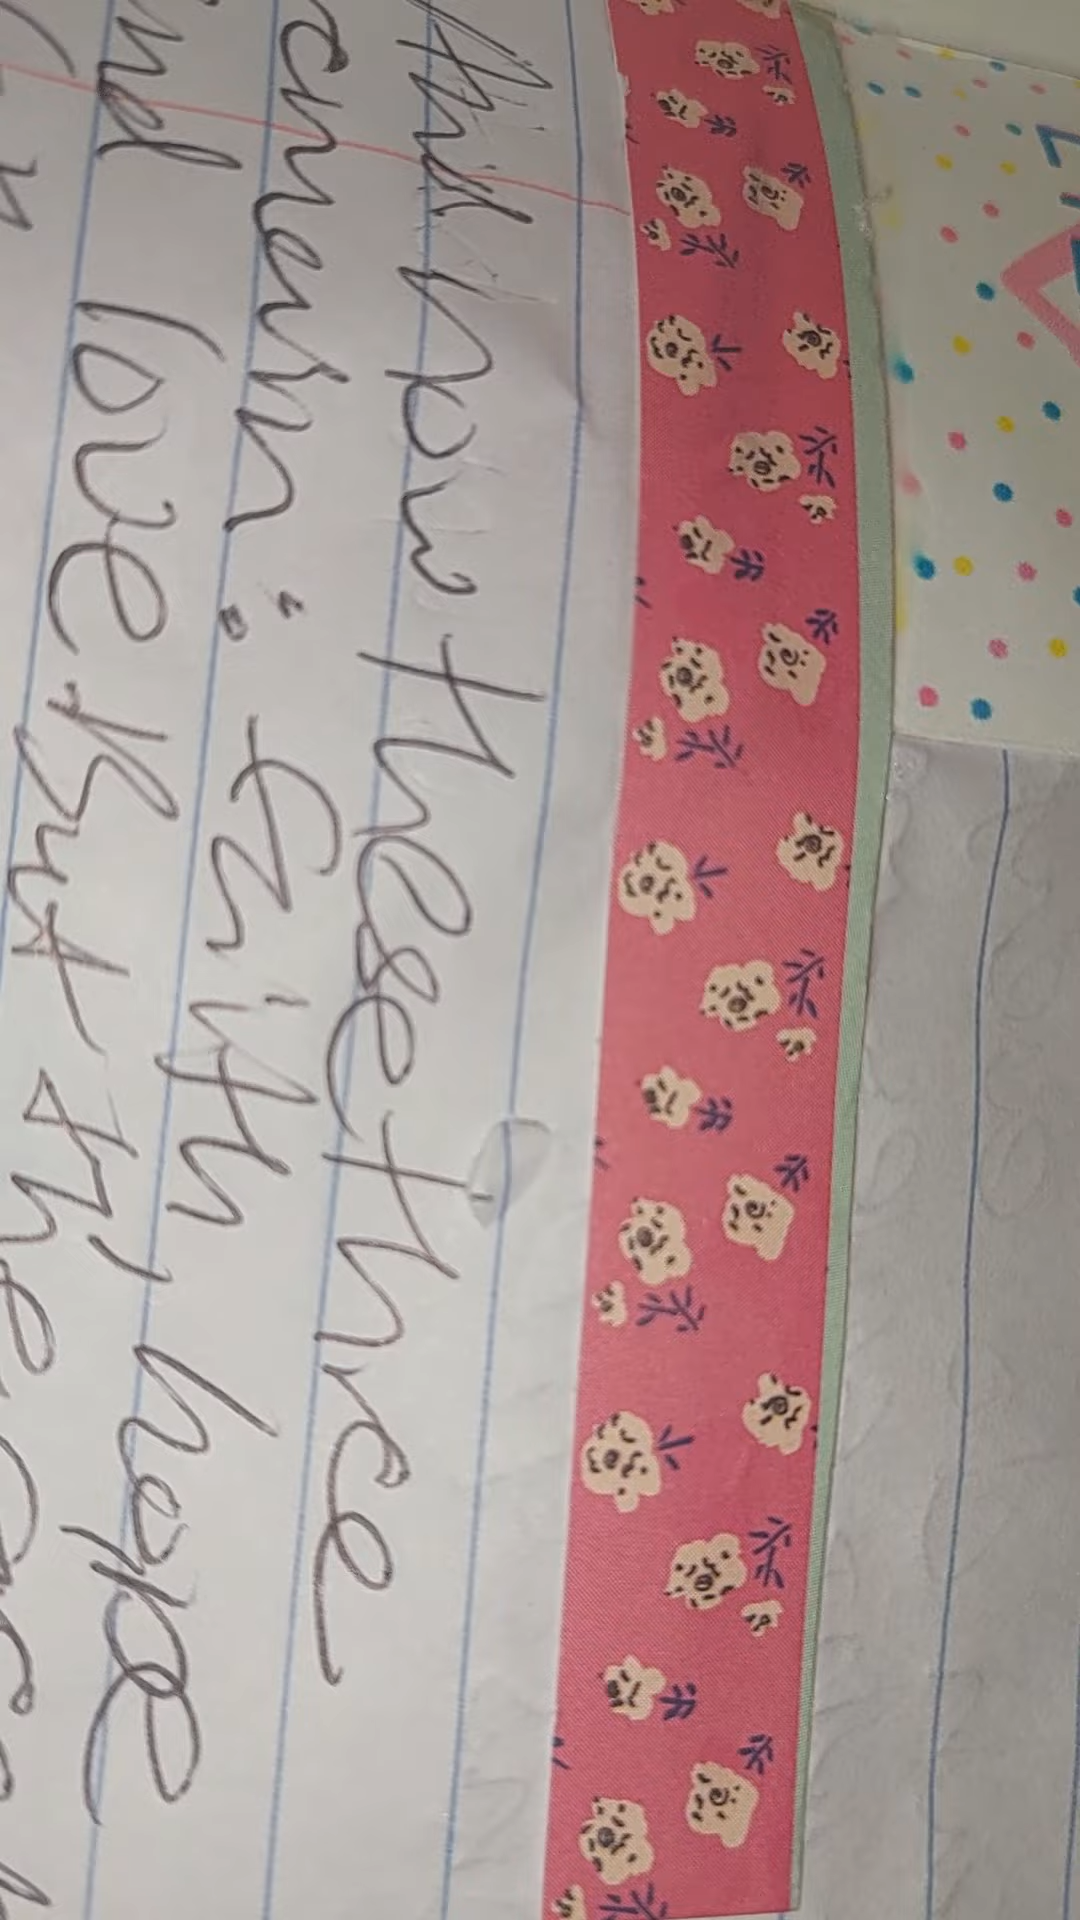 And now these three
remain: faith, hope
and love But the